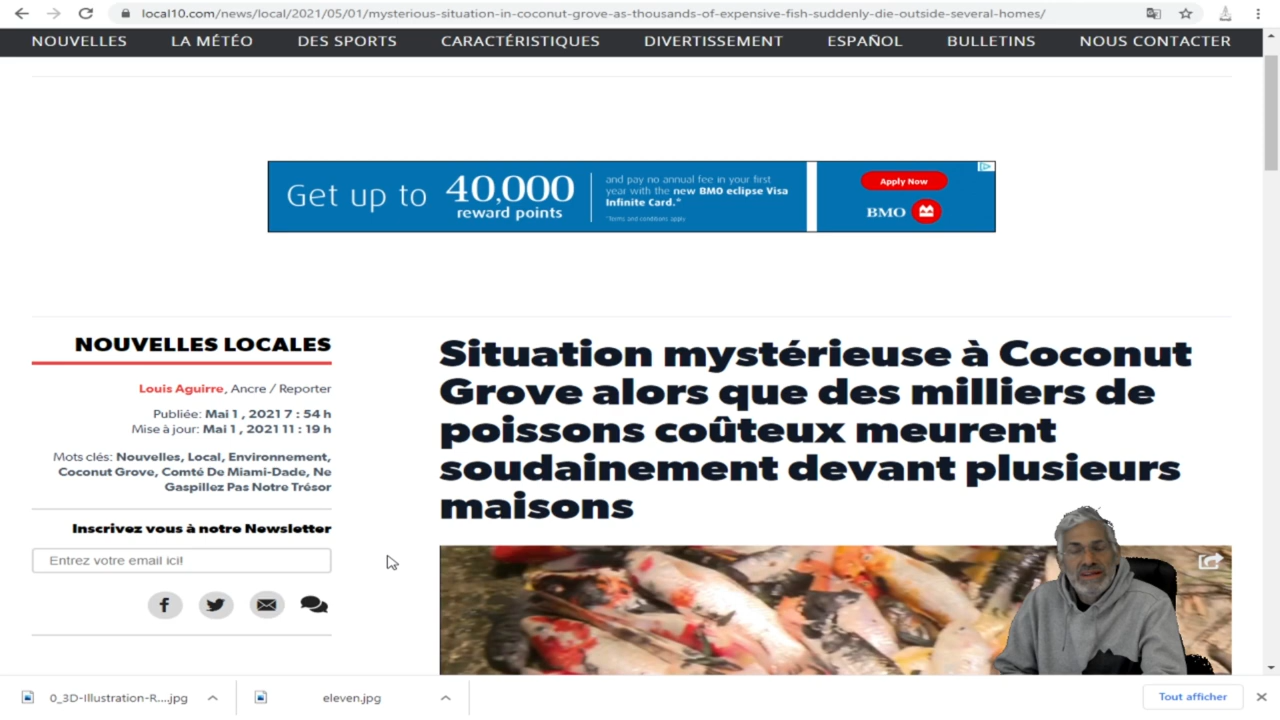 local10.com/news/local/2021/05/01/mysterious-situation-in-coconut-grove-as-thousands-of-expensive-fish-suddenly-die-outside-several-homes/
NOUVELLES LA MÉTÉO DES SPORTS CARACTÉRISTIQUES DIVERTISSEMENT ESPAÑOL BULLETINS NOUS CONTACTER
Get up to 40,000 reward points
and pay no annual fee in your first
year with the new BMO eclipse Visa
Infinite Card.*
*Terms and conditions apply
Apply Now
BMO
NOUVELLES LOCALES
Louis Aguirre, Ancre / Reporter
Publiée: Mai 1 , 2021 7 : 54 h
Mise à jour: Mai 1 , 2021 11 : 19 h
Mots clés: Nouvelles, Local, Environnement,
Coconut Grove, Comté De Miami-Dade, Ne
Gaspillez Pas Notre Trésor
Inscrivez vous à notre Newsletter
Entrez votre email ici!
Situation mystérieuse à Coconut
Grove alors que des milliers de
poissons coûteux meurent
soudainement devant plusieurs
maisons
0_3D-Illustration-R....jpg
eleven.jpg
Tout afficher